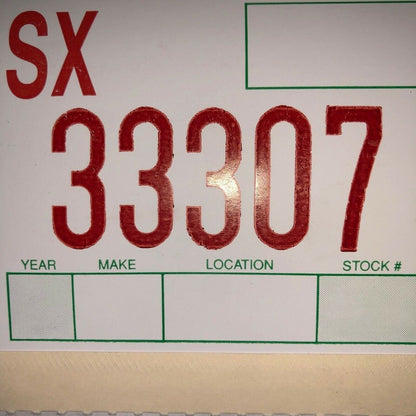 SX
33307
YEAR MAKE LOCATION STOCK #